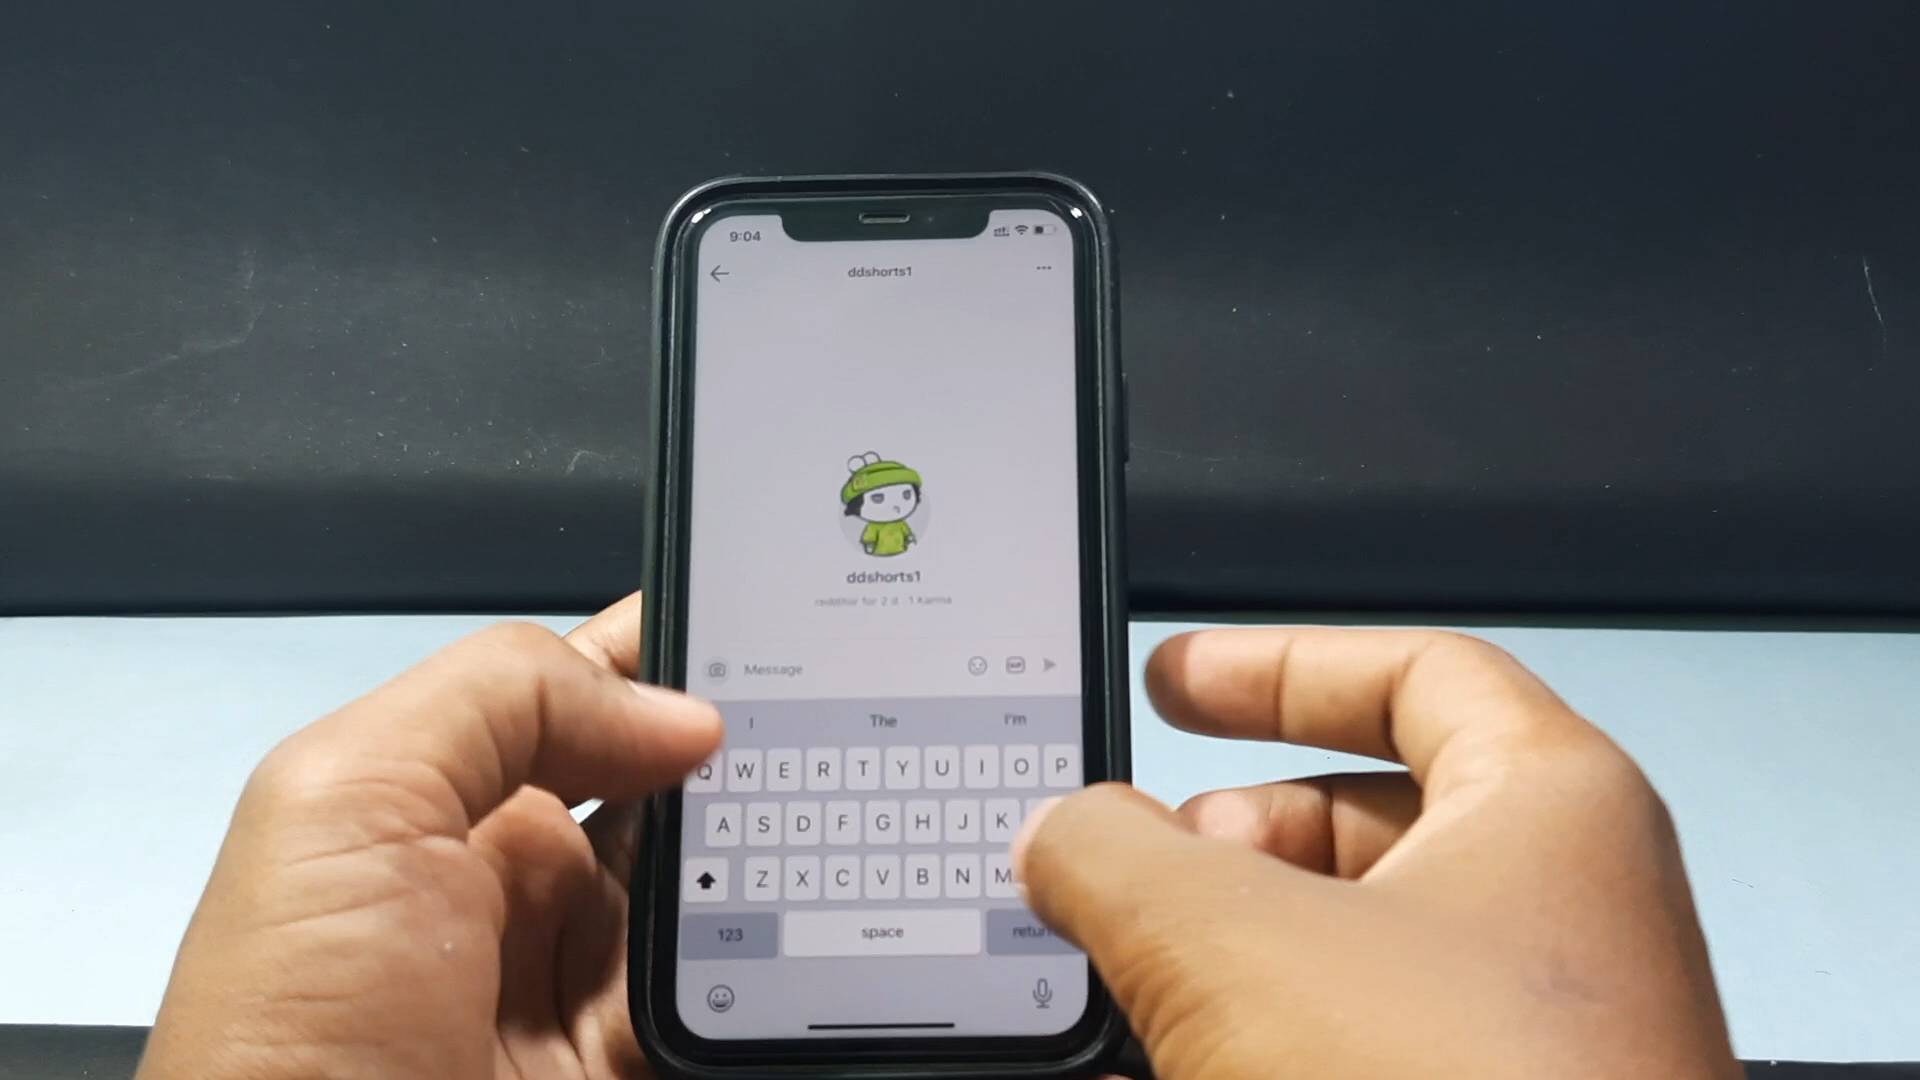 9:04
ddshorts1
ddshorts1
redditor for 2 d · 1 Karma
Message
I The I'm
Q W E R T Y U I O P
A S D F G H J K
Z X C V B N M
123 space return